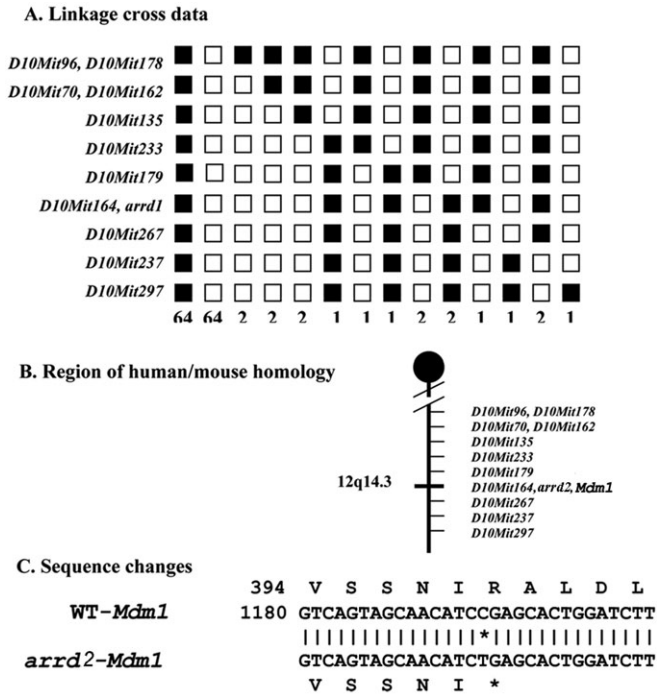 A. Linkage cross data
D10Mit96, D10Mit178
D10Mit70, D10Mit162
D10Mit135
D10Mit233
D10Mit179
D10Mit164, arrd1
D10Mit267
D10Mit237
D10Mit297
64 64 2 2 2 1 1 1 2 2 1 1 2 1
B. Region of human/mouse homology
12q14.3
D10Mit96, D10Mit178
D10Mit70, D10Mit162
D10Mit135
D10Mit233
D10Mit179
D10Mit164,arrd2,Mdm1
D10Mit267
D10Mit237
D10Mit297
C. Sequence changes
394 V S S N I R A L D L
WT-Mdm1 1180 GTCAGTAGCAACATCCGAGCACTGGATCTT
*
arrd2-Mdm1 GTCAGTAGCAACATCTGAGCACTGGATCTT
V S S N I *